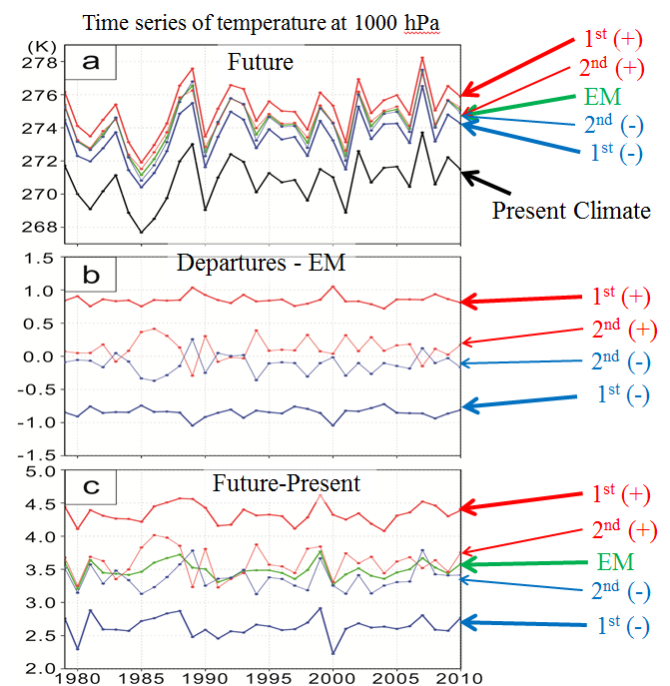 Time series of temperature at 1000 hPa
(K)
a
Future
278
276
274
272
270
268
1st (+)
2nd (+)
EM
2nd (-)
1st (-)
Present Climate
b
Departures - EM
1.5
1.0
0.5
0.0
-0.5
-1.0
-1.5
1st (+)
2nd (+)
2nd (-)
1st (-)
c
Future-Present
5.0
4.5
4.0
3.5
3.0
2.5
2.0
1st (+)
2nd (+)
EM
2nd (-)
1st (-)
1980 1985 1990 1995 2000 2005 2010